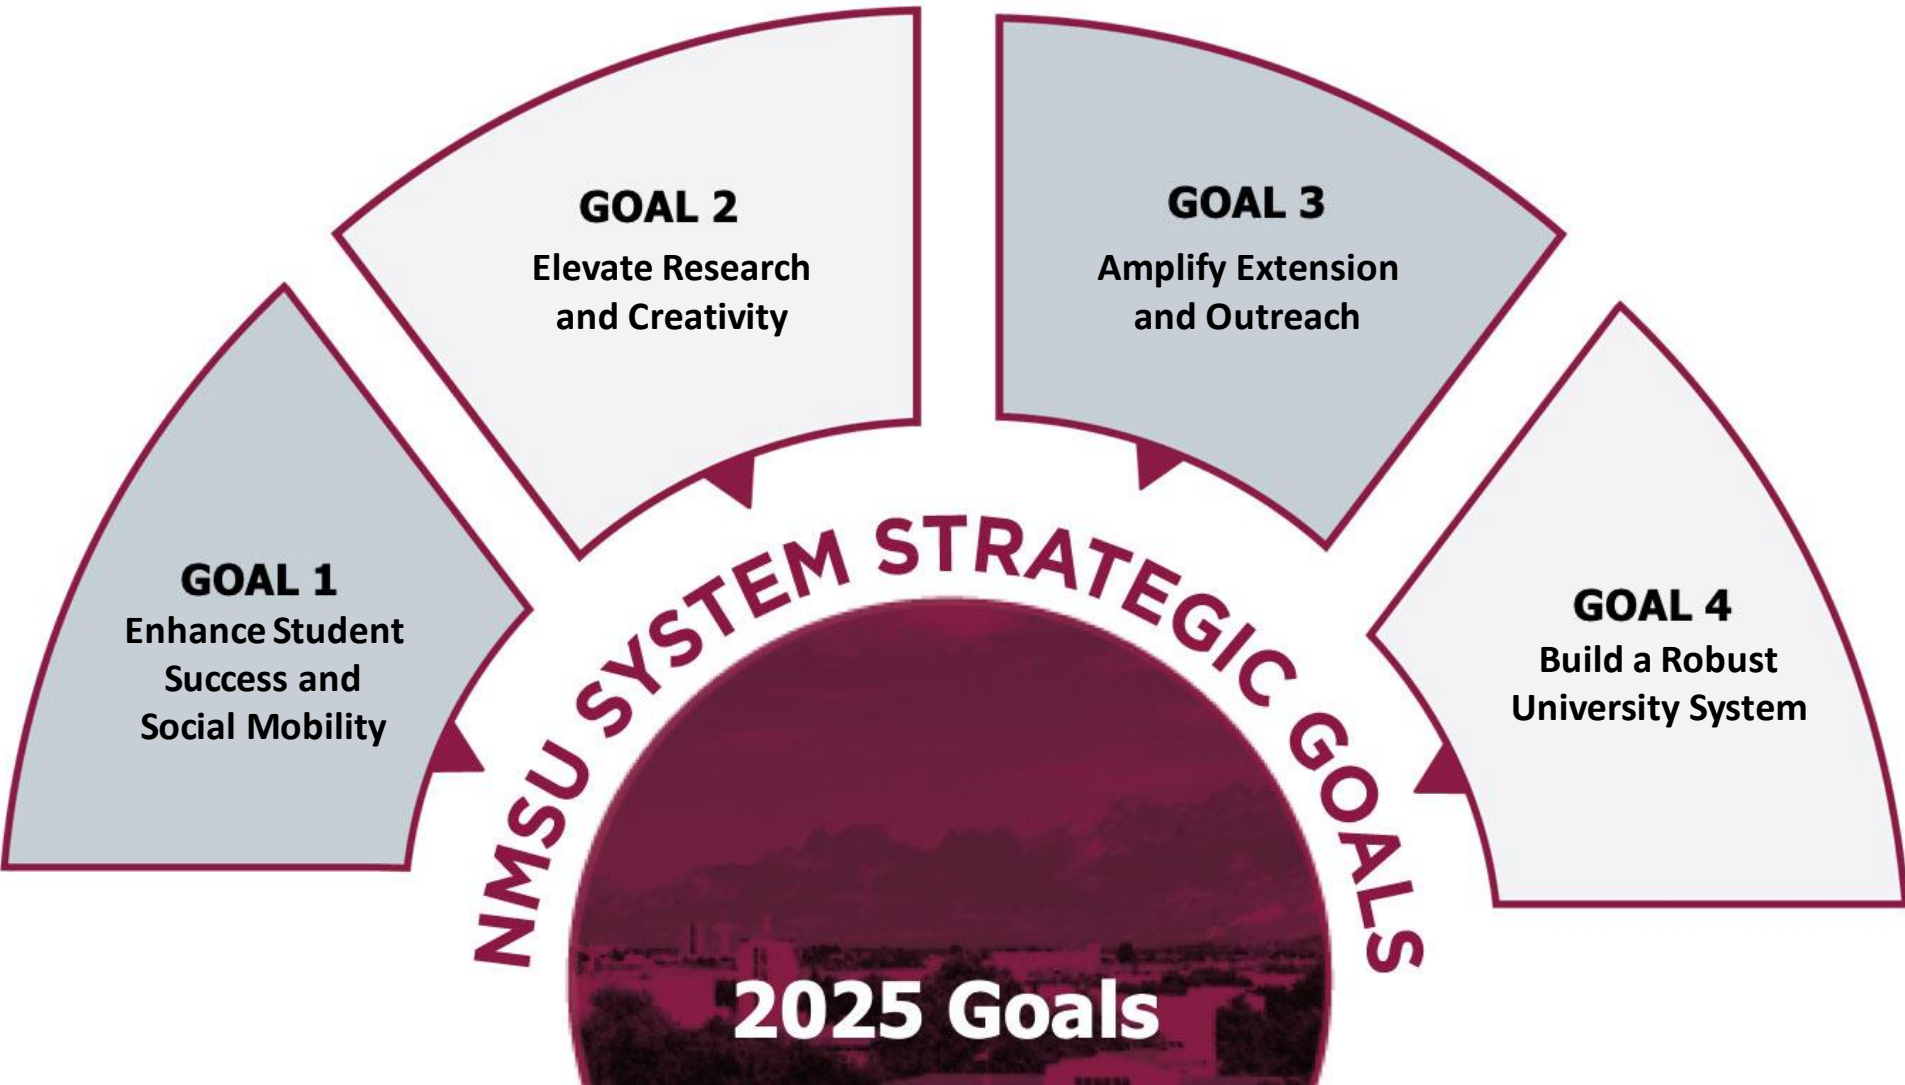 GOAL 1
Enhance Student
Success and
Social Mobility
GOAL 2
Elevate Research
and Creativity
GOAL 3
Amplify Extension
and Outreach
GOAL 4
Build a Robust
University System
NMSU SYSTEM STRATEGIC GOALS
2025 Goals